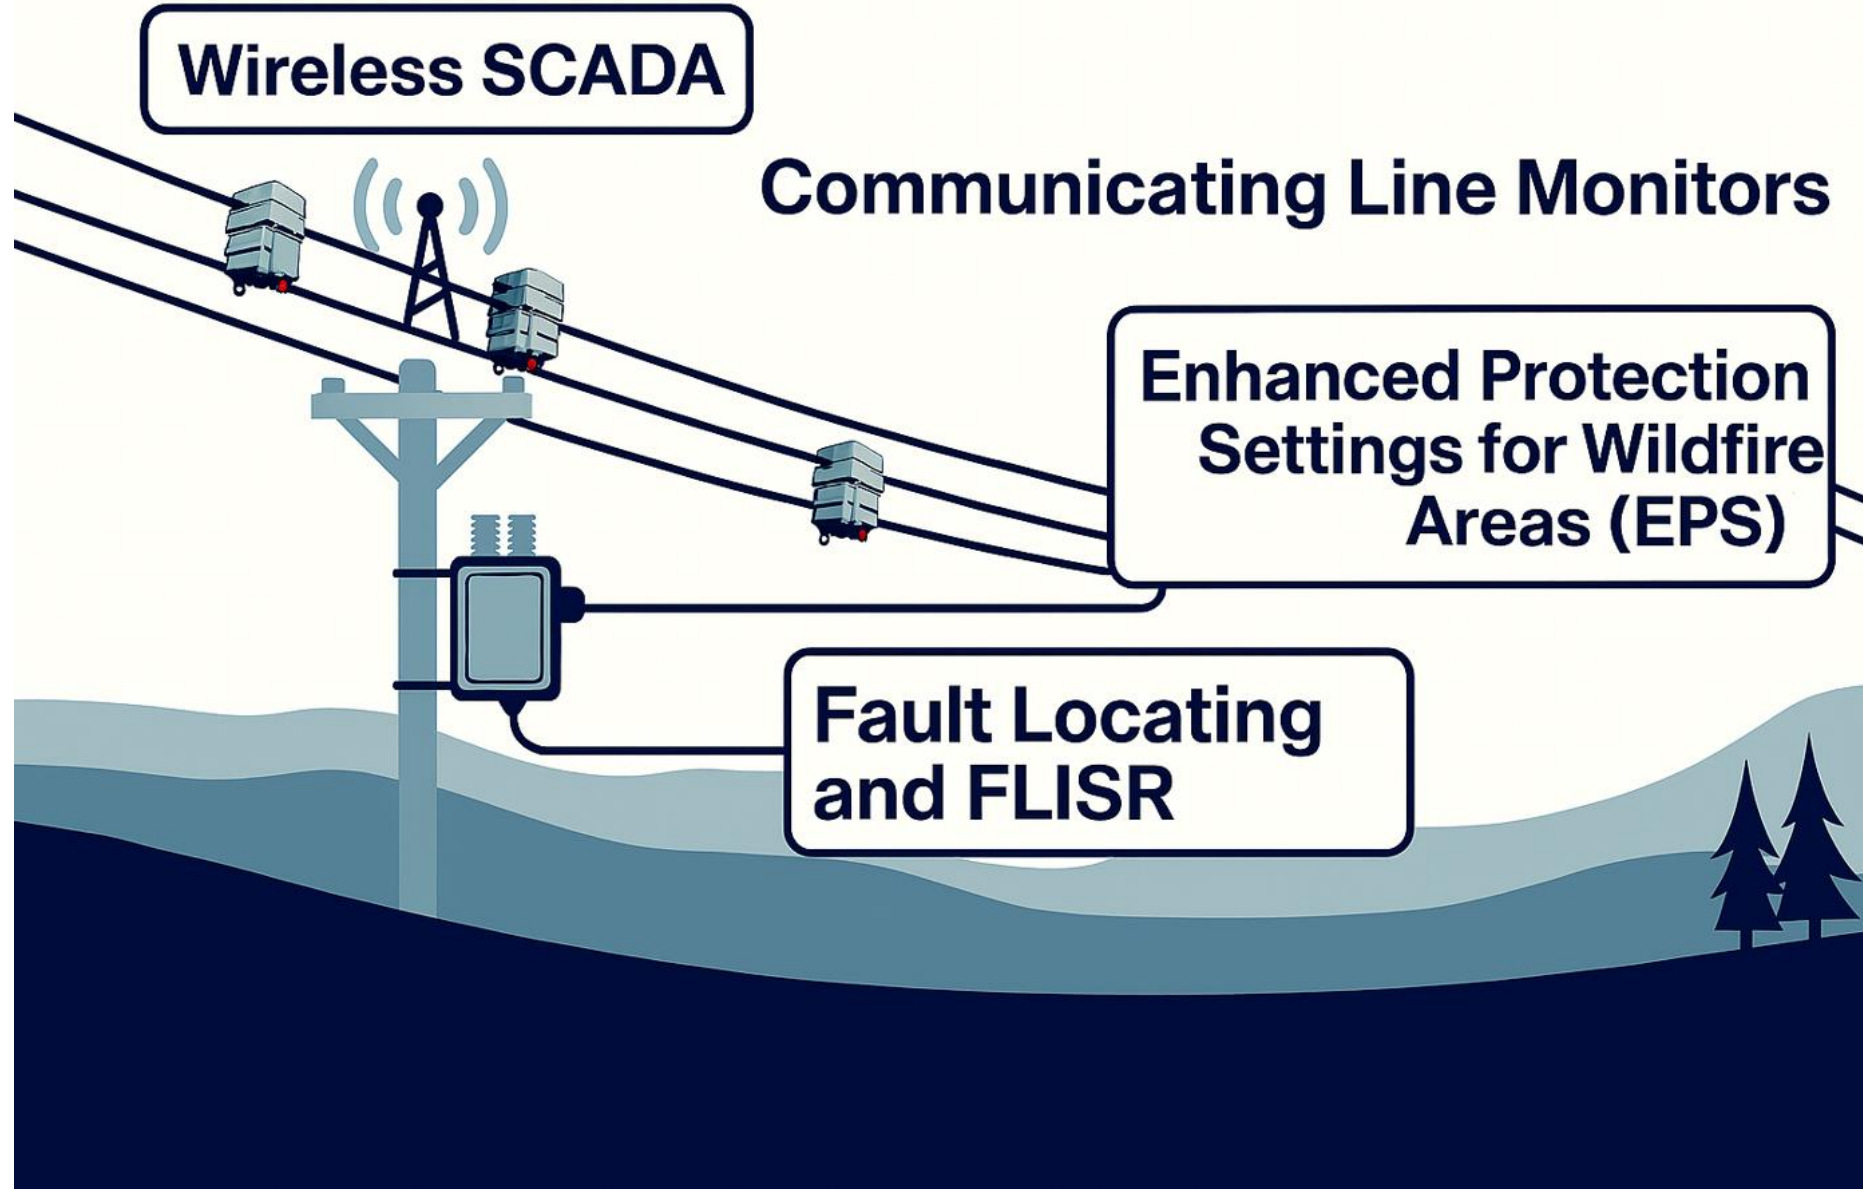 Wireless SCADA
Communicating Line Monitors
Enhanced Protection
Settings for Wildfire
Areas (EPS)
Fault Locating
and FLISR